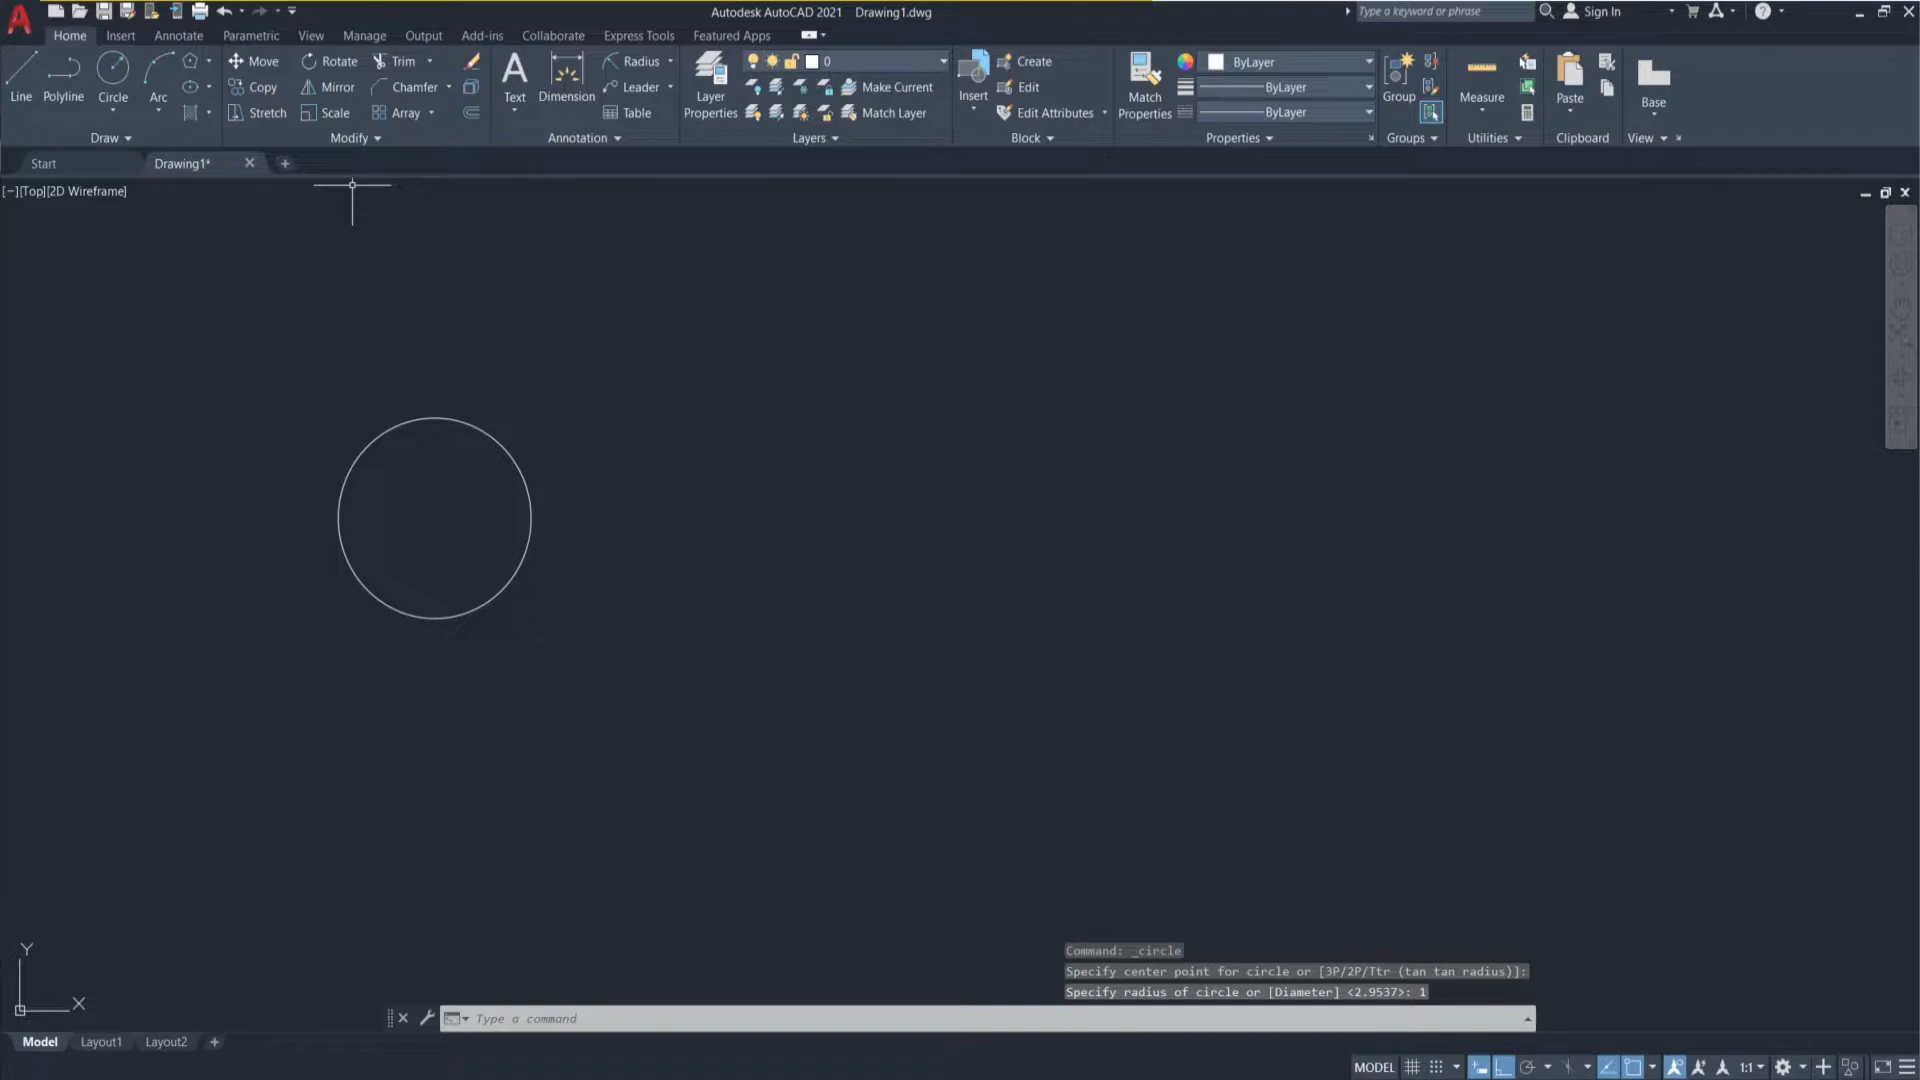 Autodesk AutoCAD 2021 Drawing1.dwg
Type a keyword or phrase
Sign In
Home Insert Annotate Parametric View Manage Output Add-ins Collaborate Express Tools Featured Apps
Line Polyline Circle Arc
Draw
Move Rotate Trim
Copy Mirror Chamfer
Stretch Scale Array
Modify
Text Dimension
Radius
Leader
Table
Annotation
Layer Properties
0
Make Current
Match Layer
Layers
Insert
Create
Edit
Edit Attributes
Block
Match Properties
ByLayer
ByLayer
ByLayer
Properties
Group
Groups
Measure
Utilities
Paste
Clipboard
Base
View
Start Drawing1*
[−][Top][2D Wireframe]
Y
X
Command: _circle
Specify center point for circle or [3P/2P/Ttr (tan tan radius)]:
Specify radius of circle or [Diameter] <2.9537>: 1
Type a command
Model Layout1 Layout2
MODEL 1:1